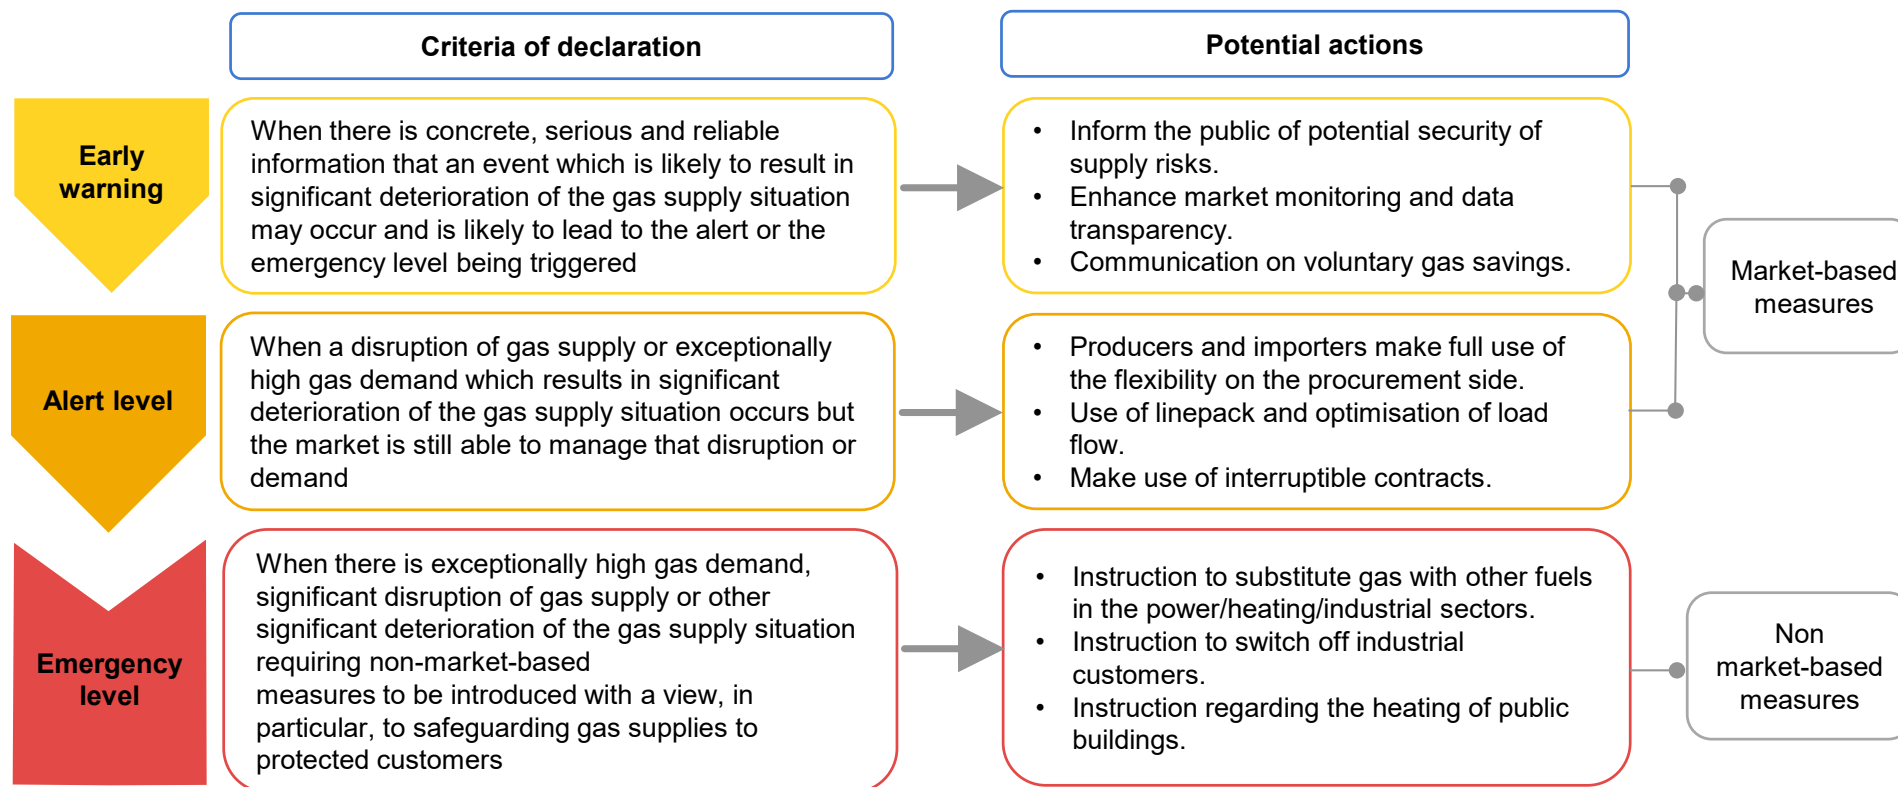 Criteria of declaration
Potential actions
Early
warning
When there is concrete, serious and reliable
information that an event which is likely to result in
significant deterioration of the gas supply situation
may occur and is likely to lead to the alert or the
emergency level being triggered
• Inform the public of potential security of
supply risks.
• Enhance market monitoring and data
transparency.
• Communication on voluntary gas savings.
Market-based
measures
Alert level
When a disruption of gas supply or exceptionally
high gas demand which results in significant
deterioration of the gas supply situation occurs but
the market is still able to manage that disruption or
demand
• Producers and importers make full use of
the flexibility on the procurement side.
• Use of linepack and optimisation of load
flow.
• Make use of interruptible contracts.
Emergency
level
When there is exceptionally high gas demand,
significant disruption of gas supply or other
significant deterioration of the gas supply situation
requiring non-market-based
measures to be introduced with a view, in
particular, to safeguarding gas supplies to
protected customers
• Instruction to substitute gas with other fuels
in the power/heating/industrial sectors.
• Instruction to switch off industrial
customers.
• Instruction regarding the heating of public
buildings.
Non
market-based
measures